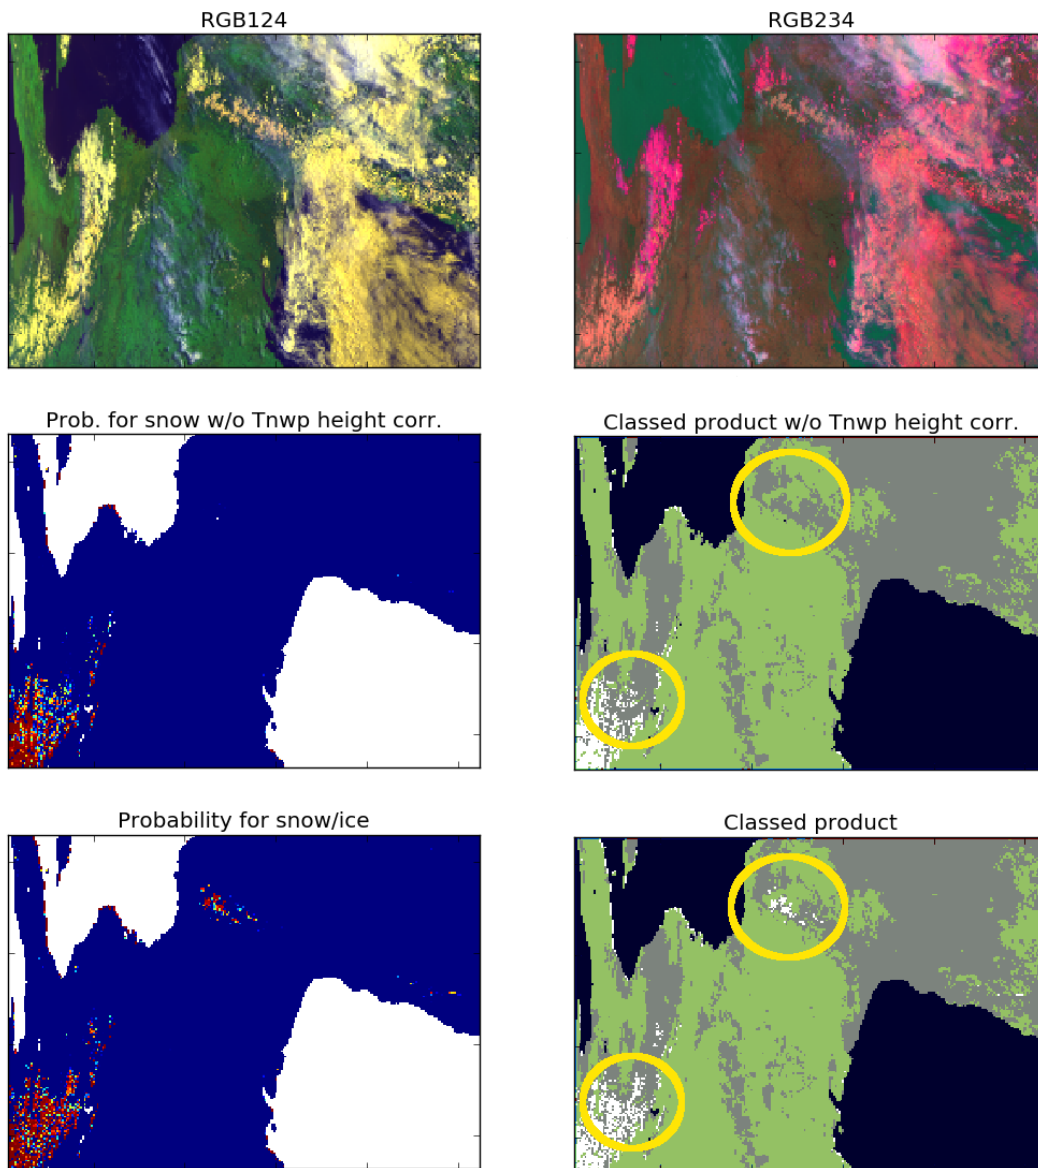 RGB124
RGB234
Prob. for snow w/o Tnwp height corr.
Classed product w/o Tnwp height corr.
Probability for snow/ice
Classed product